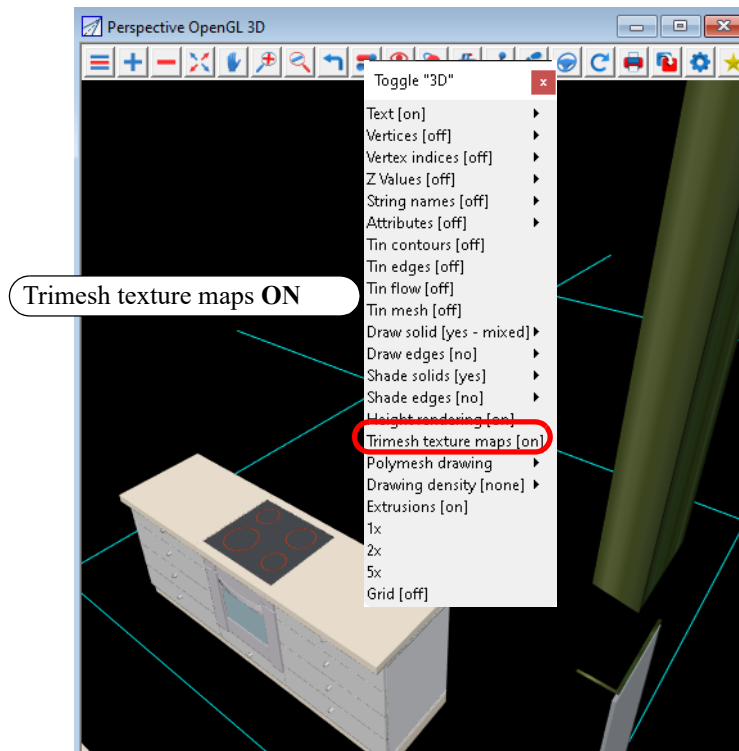 Perspective OpenGL 3D
Toggle "3D"
x
Text [on]
Vertices [off]
Vertex indices [off]
Z Values [off]
String names [off]
Attributes [off]
Tin contours [off]
Tin edges [off]
Trimesh texture maps ON
Tin flow [off]
Tin mesh [off]
Draw solid [yes - mixed]
Draw edges [no]
Shade solids [yes]
Shade edges [no]
Height rendering [on]
Trimesh texture maps [on]
Polymesh drawing
Drawing density [none]
Extrusions [on]
1x
2x
5x
Grid [off]